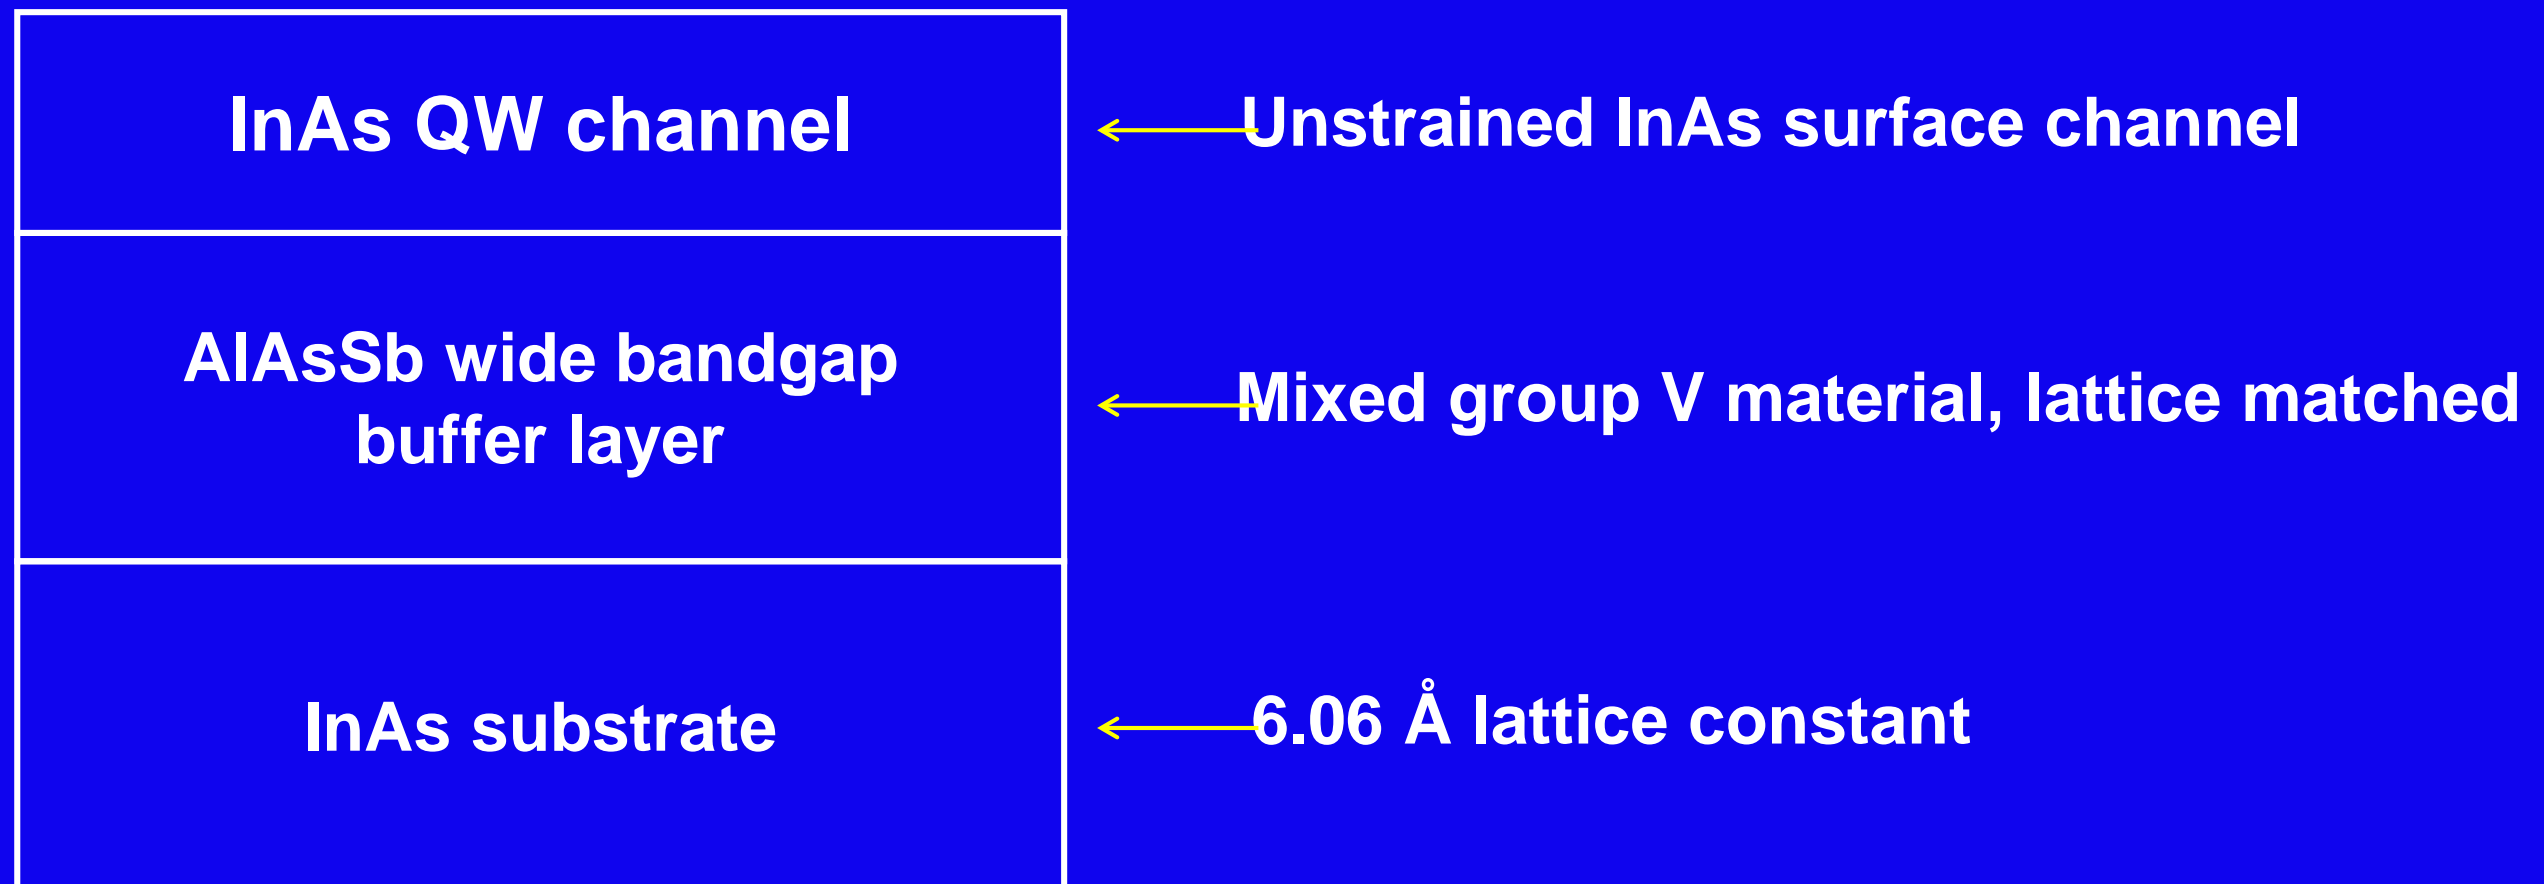 InAs QW channel
Unstrained InAs surface channel
AlAsSb wide bandgap
buffer layer
Mixed group V material, lattice matched
InAs substrate
6.06 Å lattice constant